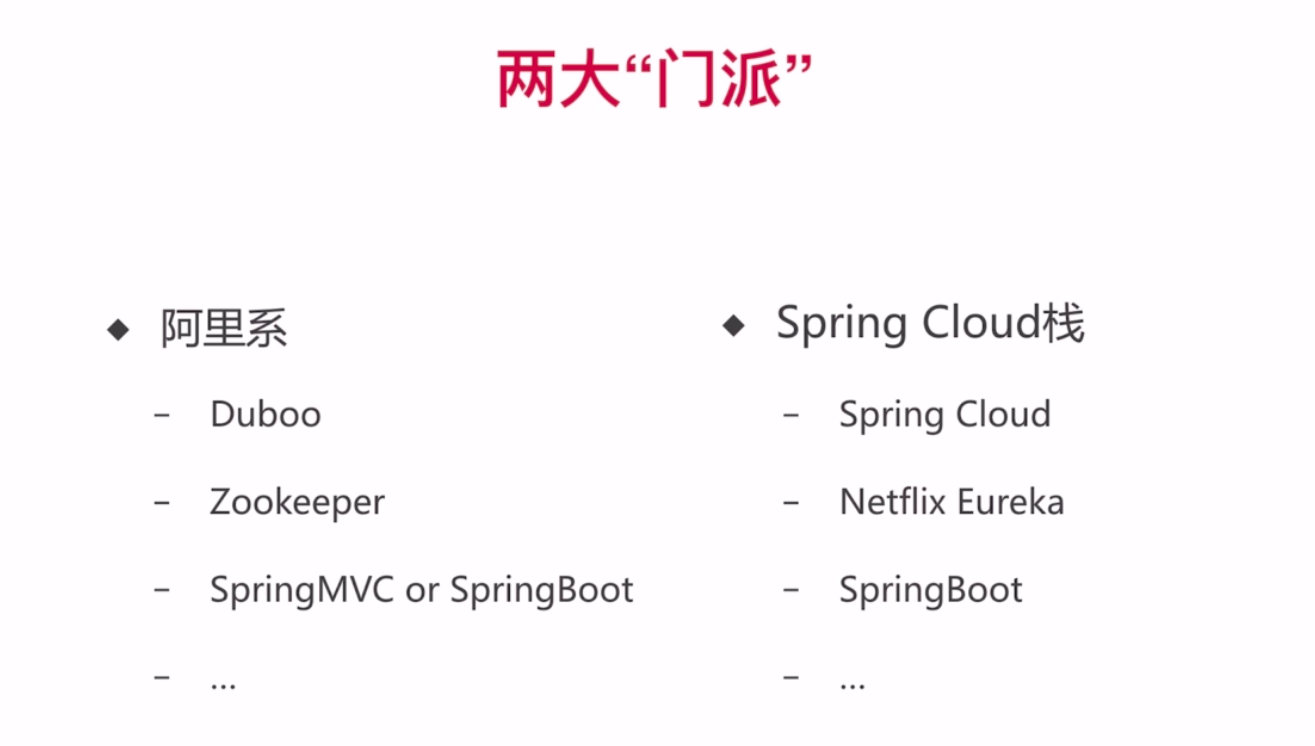 两大“门派”
◆ 阿里系
– Duboo
– Zookeeper
– SpringMVC or SpringBoot
– ...
◆ Spring Cloud栈
– Spring Cloud
– Netflix Eureka
– SpringBoot
– ...